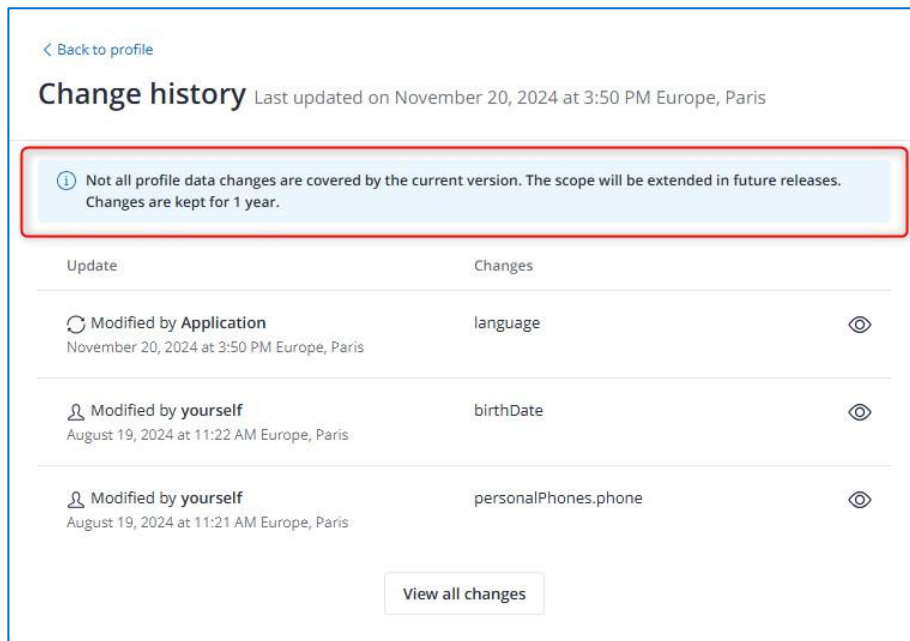 Back to profile
Change history Last updated on November 20, 2024 at 3:50 PM Europe, Paris
Not all profile data changes are covered by the current version. The scope will be extended in future releases.
Changes are kept for 1 year.
Update Changes
Modified by Application language
November 20, 2024 at 3:50 PM Europe, Paris
Modified by yourself birthDate
August 19, 2024 at 11:22 AM Europe, Paris
Modified by yourself personalPhones.phone
August 19, 2024 at 11:21 AM Europe, Paris
View all changes